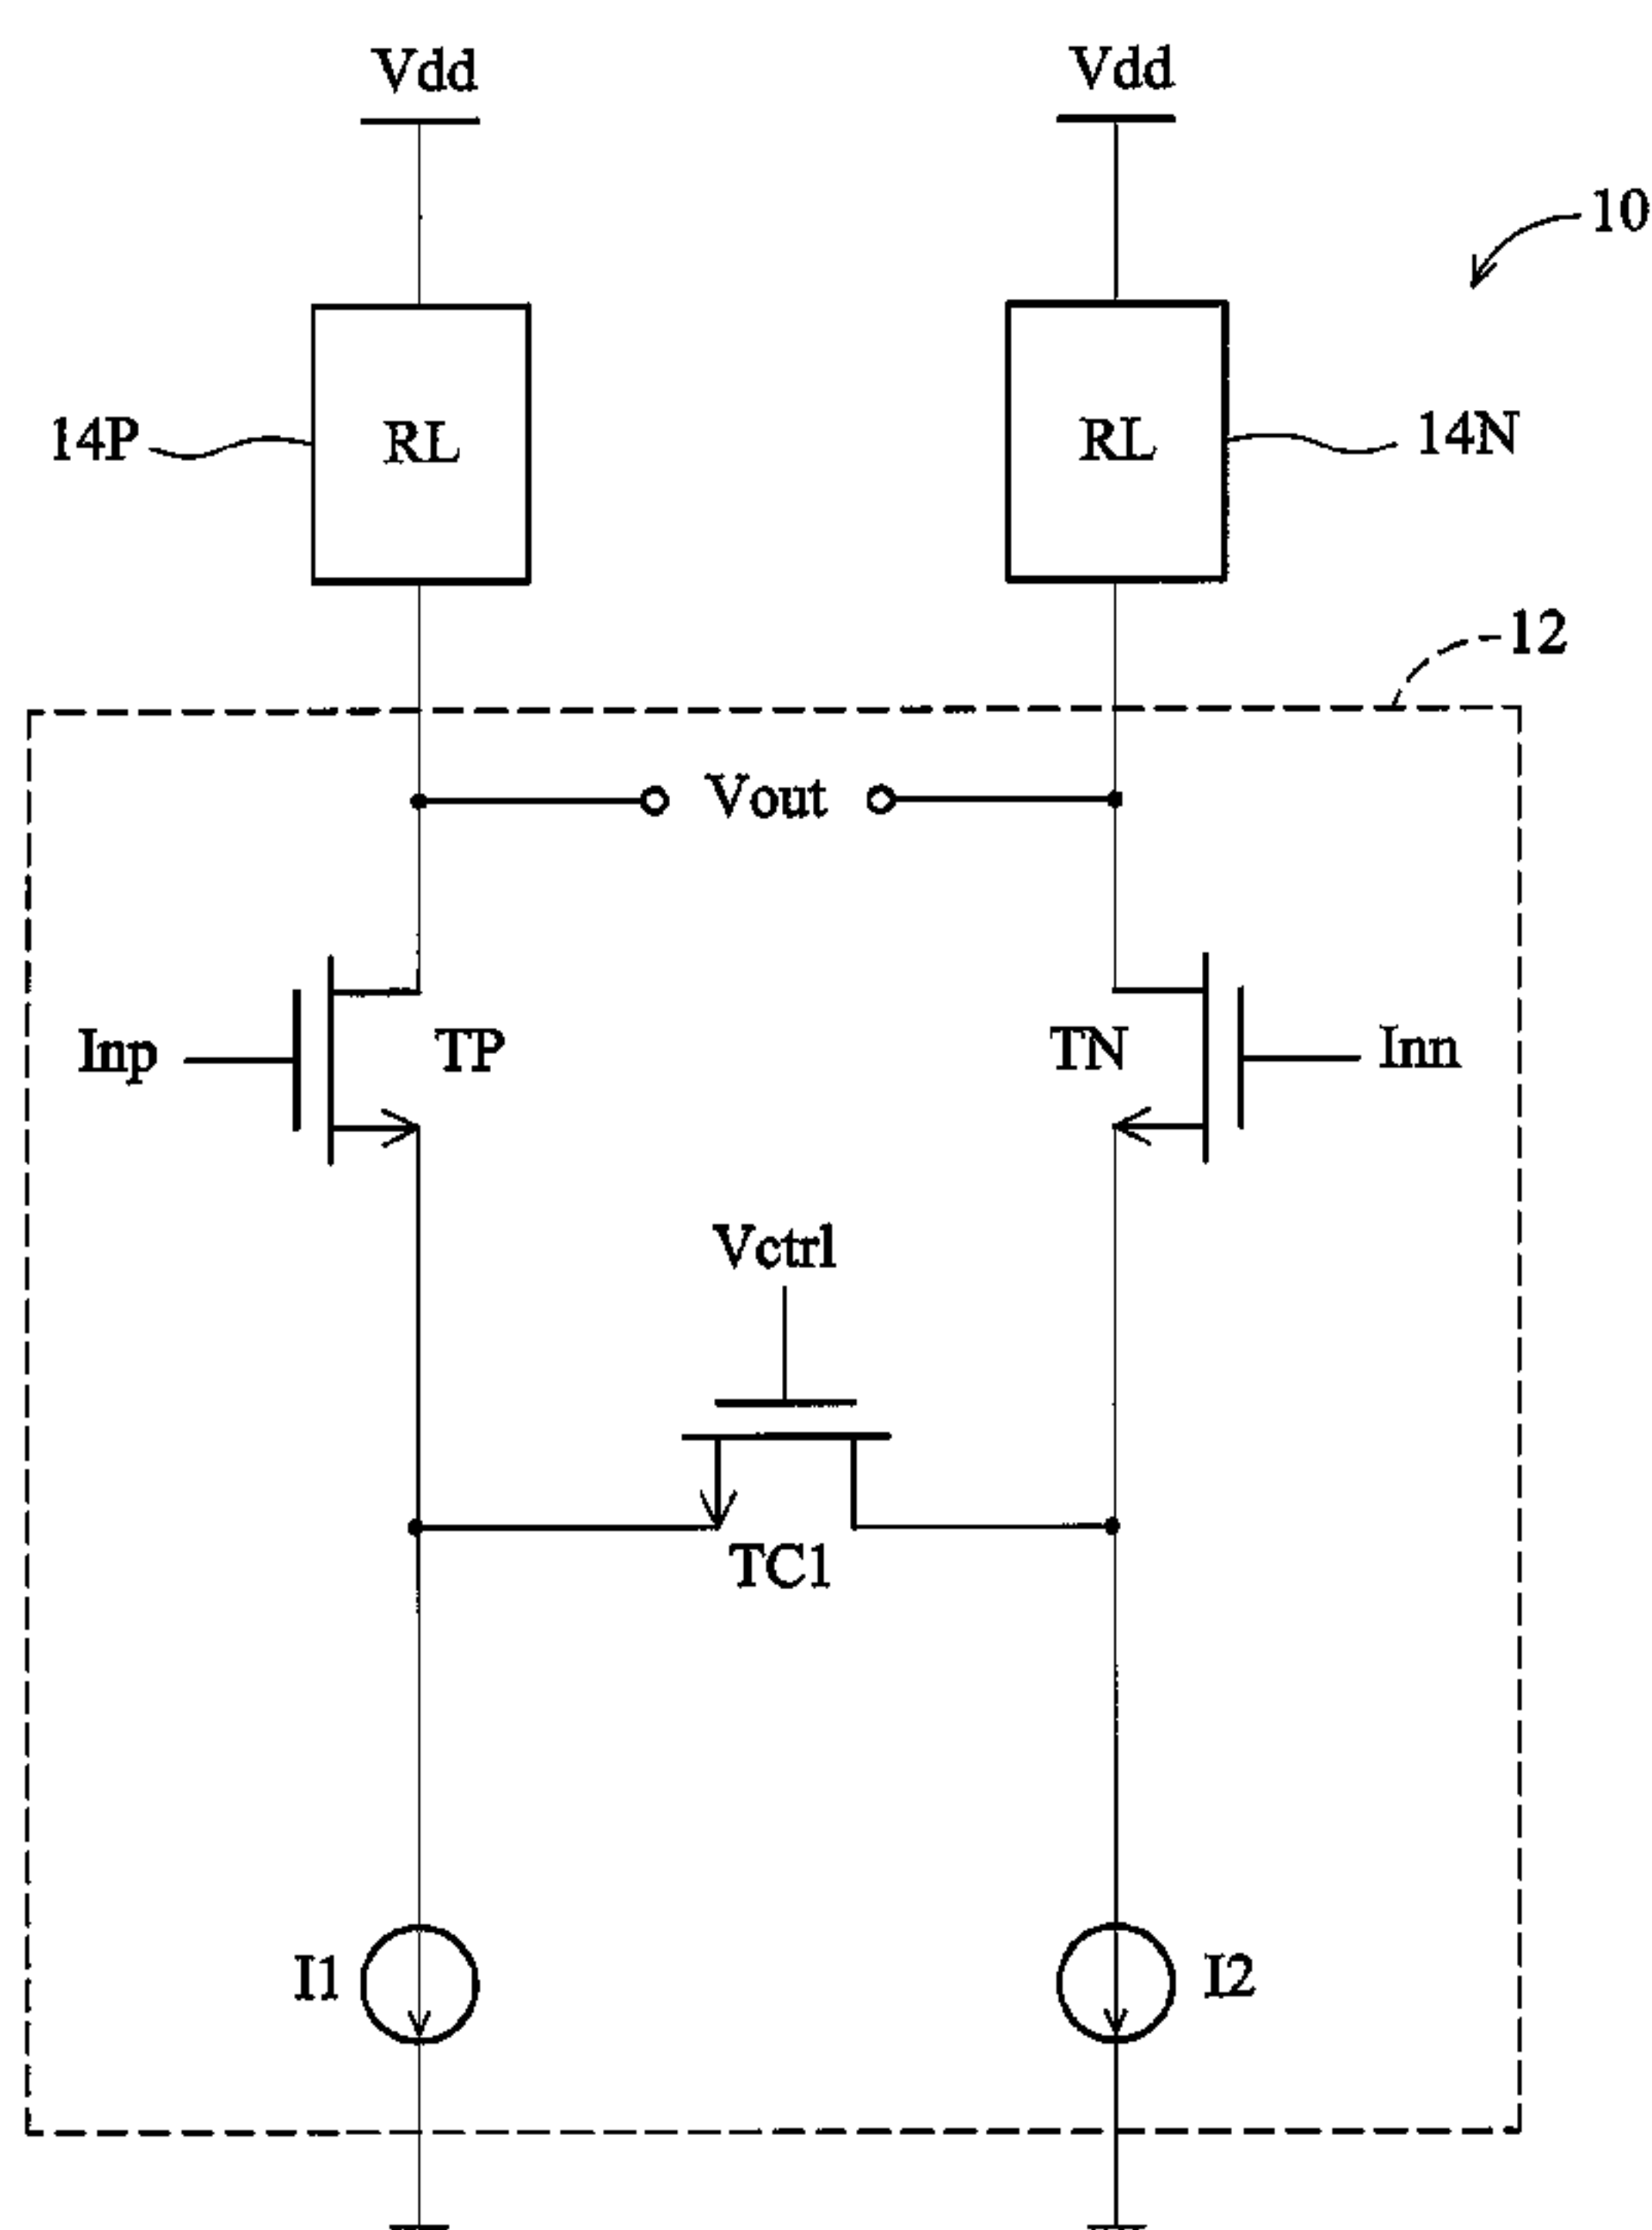 Vdd
Vdd
10
14P
RL
RL
14N
12
Vout
Inp
TP
TN
Inn
Vctrl
TC1
I1
I2